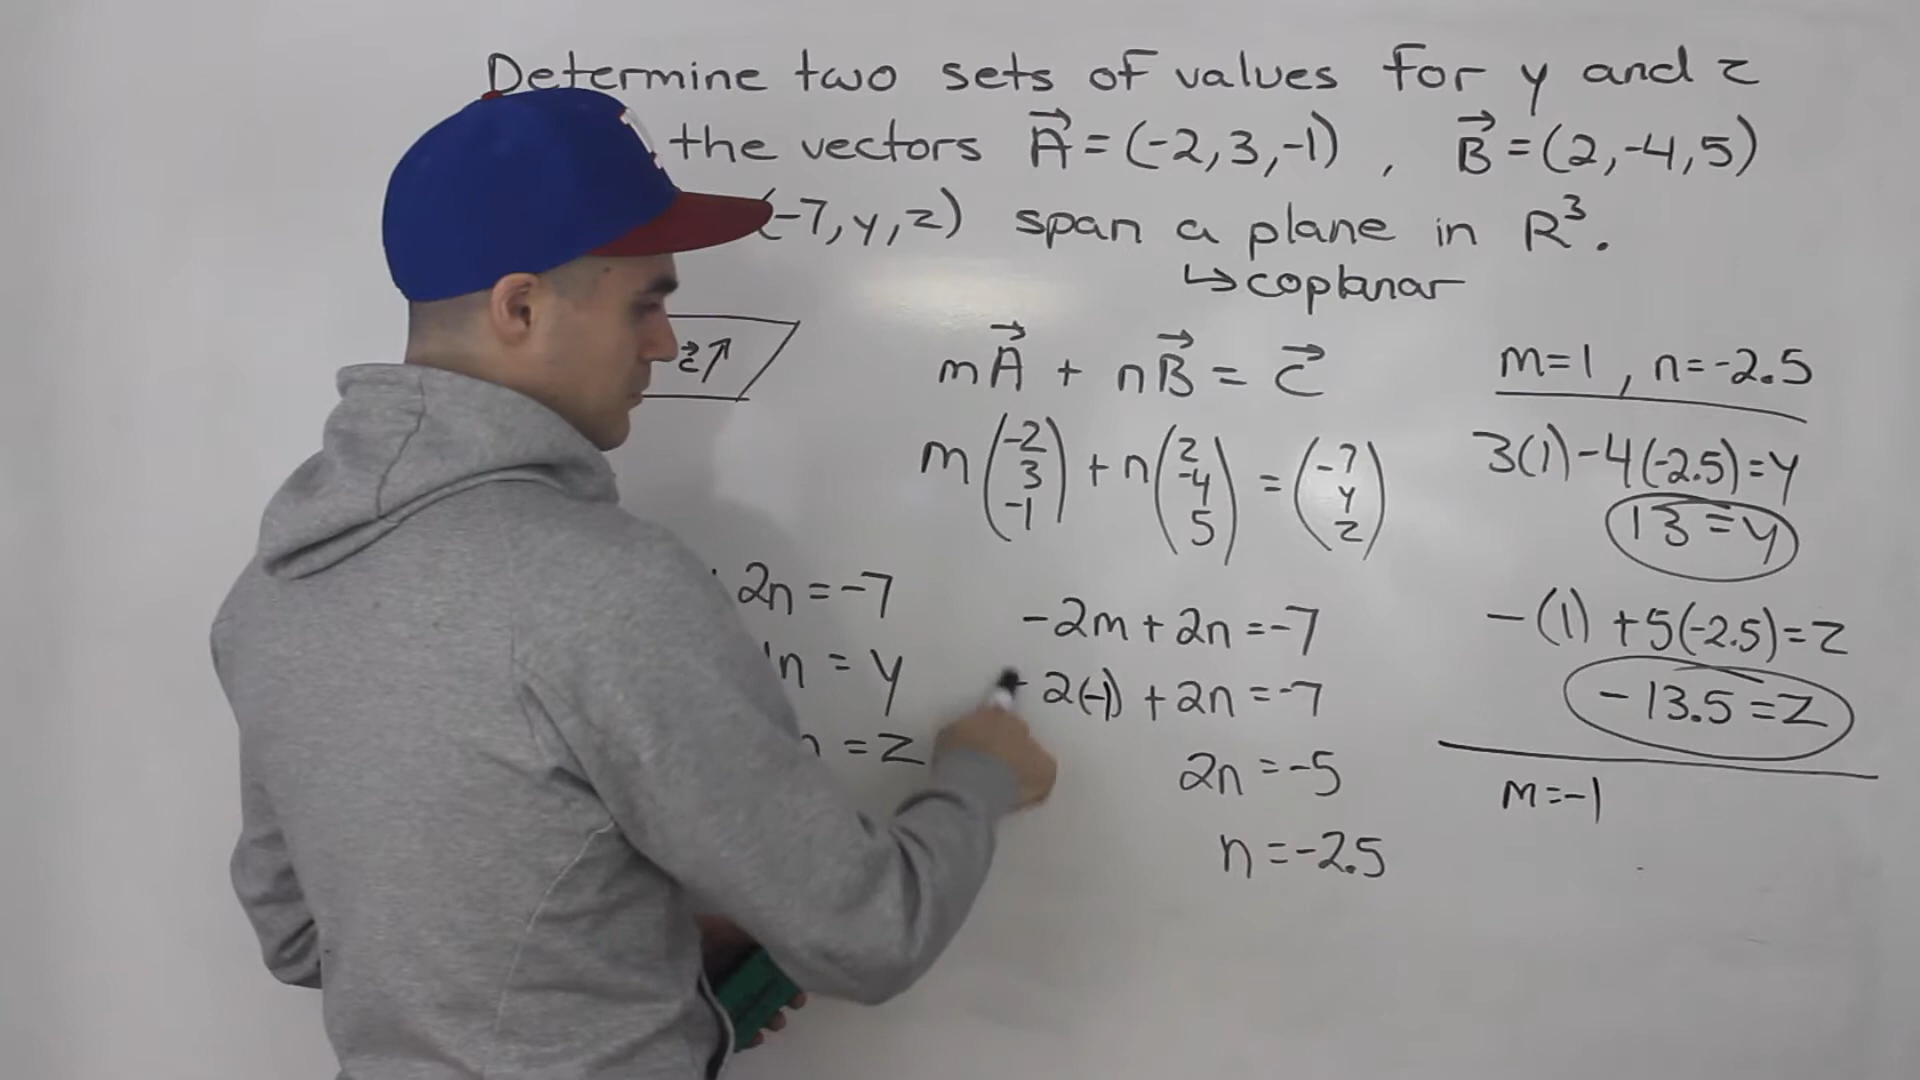 Determine two sets of values for y and z
the vectors A⃗ = (-2, 3, -1) , B⃗ = (2, -4, 5)
(-7, y, z) span a plane in R³.
↳ coplanar
c⃗
mA⃗ + nB⃗ = C⃗
m(-2 3 -1) + n(2 -4 5) = (-7 y z)
2n = -7
n = y
= z
-2m + 2n = -7
2(-1) + 2n = -7
2n = -5
n = -2.5
m = 1 , n = -2.5
3(1) - 4(-2.5) = y
13 = y
-(1) + 5(-2.5) = z
-13.5 = z
m = -1